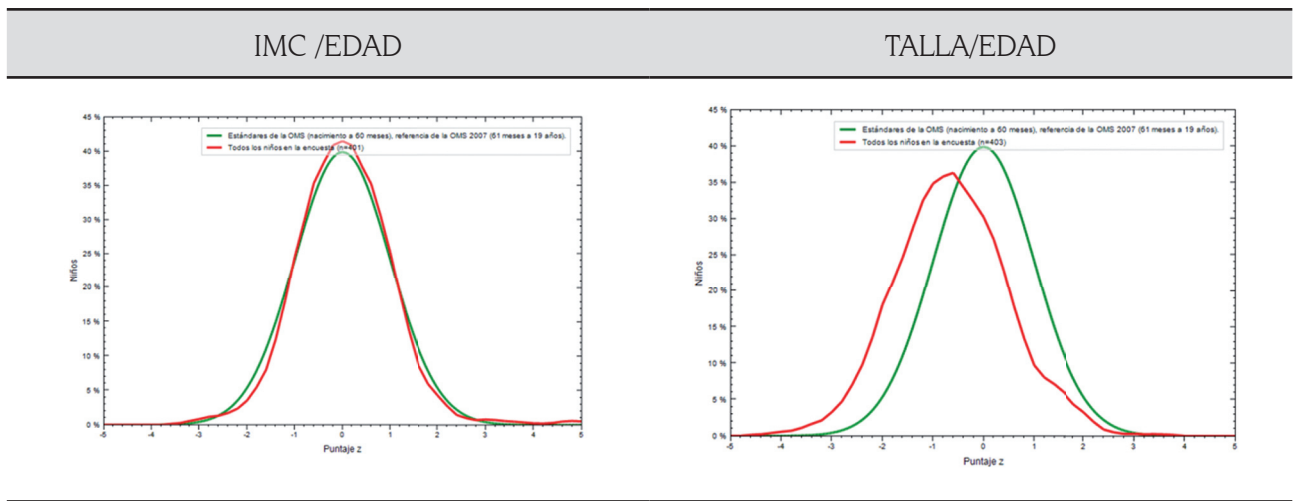 IMC /EDAD
TALLA/EDAD
45 %
40 %
35 %
30 %
25 %
20 %
15 %
10 %
5 %
0 %
Niños
Estándares de la OMS (nacimiento a 60 meses), referencia de la OMS 2007 (61 meses a 19 años).
Todos los niños en la encuesta (n=401)
-5 -4 -3 -2 -1 0 1 2 3 4 5
Puntaje z
45 %
40 %
35 %
30 %
25 %
20 %
15 %
10 %
5 %
0 %
Niños
Estándares de la OMS (nacimiento a 60 meses), referencia de la OMS 2007 (61 meses a 19 años).
Todos los niños en la encuesta (n=403)
-5 -4 -3 -2 -1 0 1 2 3 4 5
Puntaje z